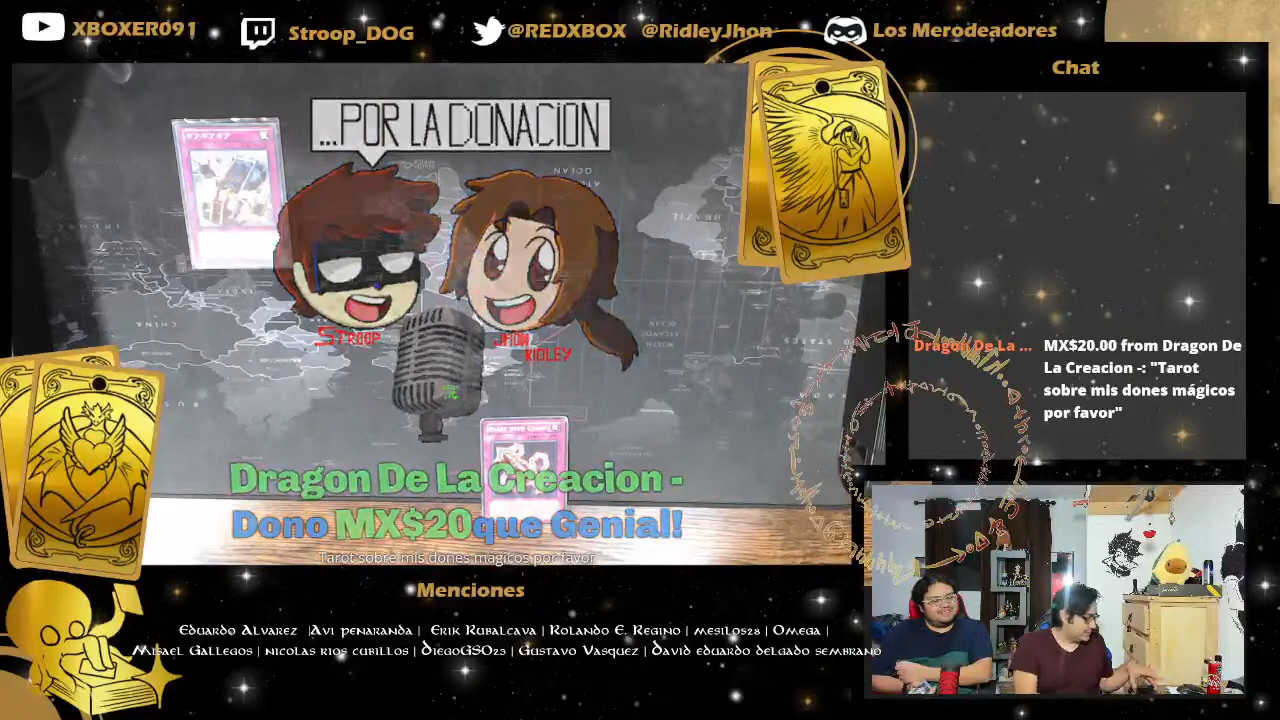 XBOXER091
Stroop_DOG
@REDXBOX @RidleyJhon
Los Merodeadores
Chat
...POR LA DONACION
STROOP
JHON
RIDLEY
BRAZIL
CHINA
Dragon De La ...
MX$20.00 from Dragon De
La Creacion -: "Tarot
sobre mis dones mágicos
por favor"
Dragon De La Creacion -
Dono MX$20que Genial!
Tarot sobre mis dones mágicos por favor
Menciones
Eduardo Alvarez |Avi penaranda | Erik Rubalcava | Rolando E. Regino | mesil0528 | Omega |
Misael Gallegos | nicolas rios cubillos | DiegoGSO23 | Gustavo Vasquez | David eduardo delgado sembrano